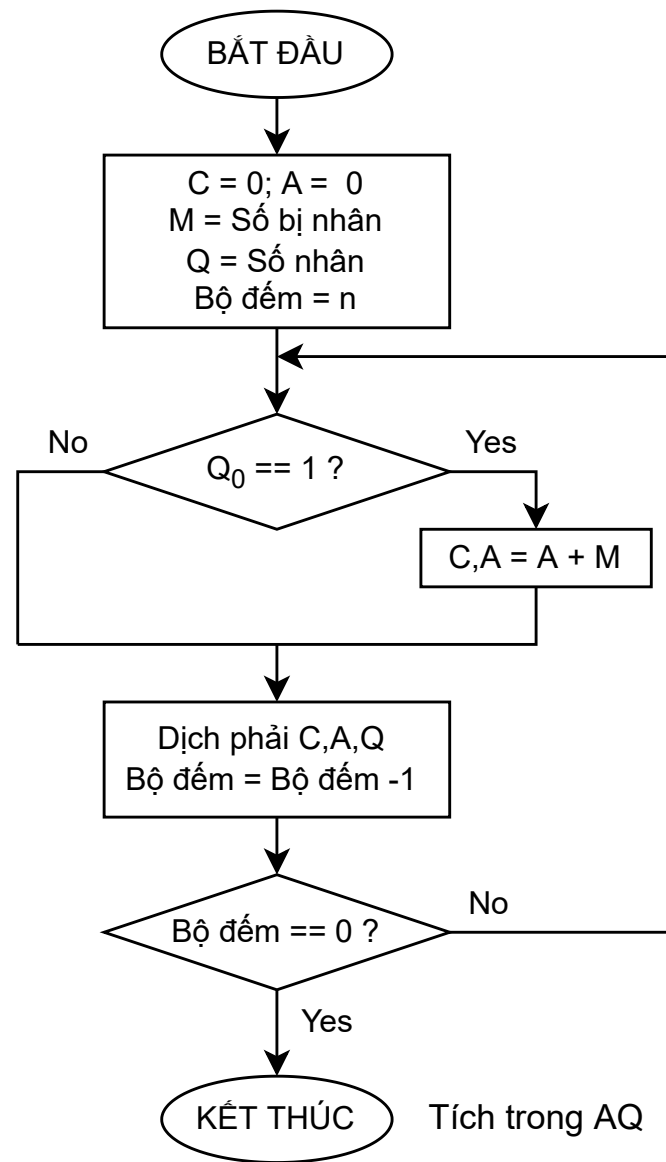 BẮT ĐẦU
C = 0; A = 0
M = Số bị nhân
Q = Số nhân
Bộ đếm = n
No
Q₀ == 1 ?
Yes
C,A = A + M
Dịch phải C,A,Q
Bộ đếm = Bộ đếm -1
Bộ đếm == 0 ?
No
Yes
KẾT THÚC
Tích trong AQ